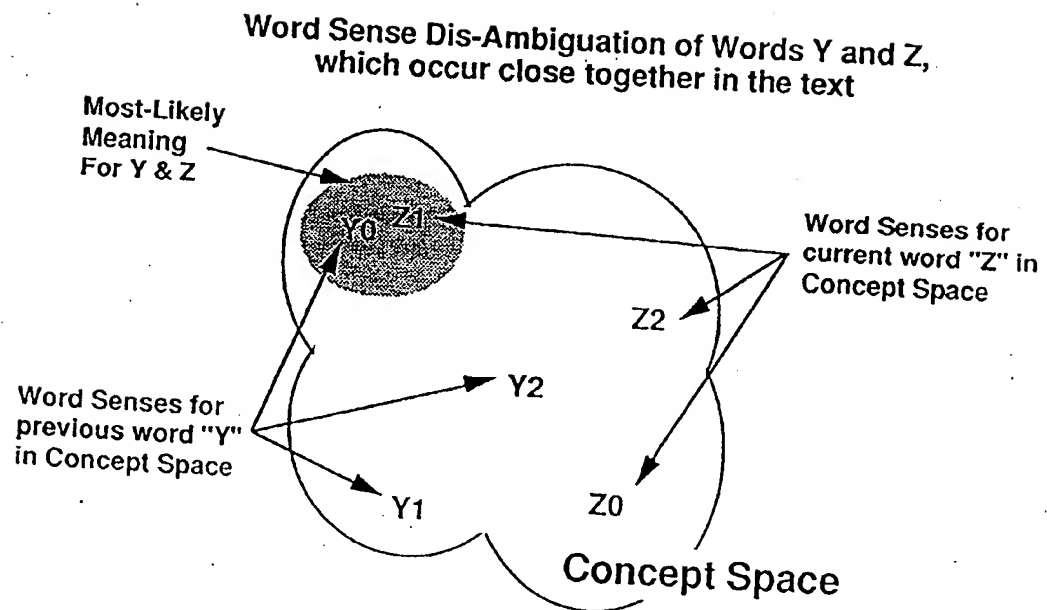 Word Sense Dis-Ambiguation of Words Y and Z,
which occur close together in the text
Most-Likely
Meaning
For Y & Z
Y0 Z1
Word Senses for
current word "Z" in
Concept Space
Z2
Y2
Word Senses for
previous word "Y"
in Concept Space
Y1
Z0
Concept Space